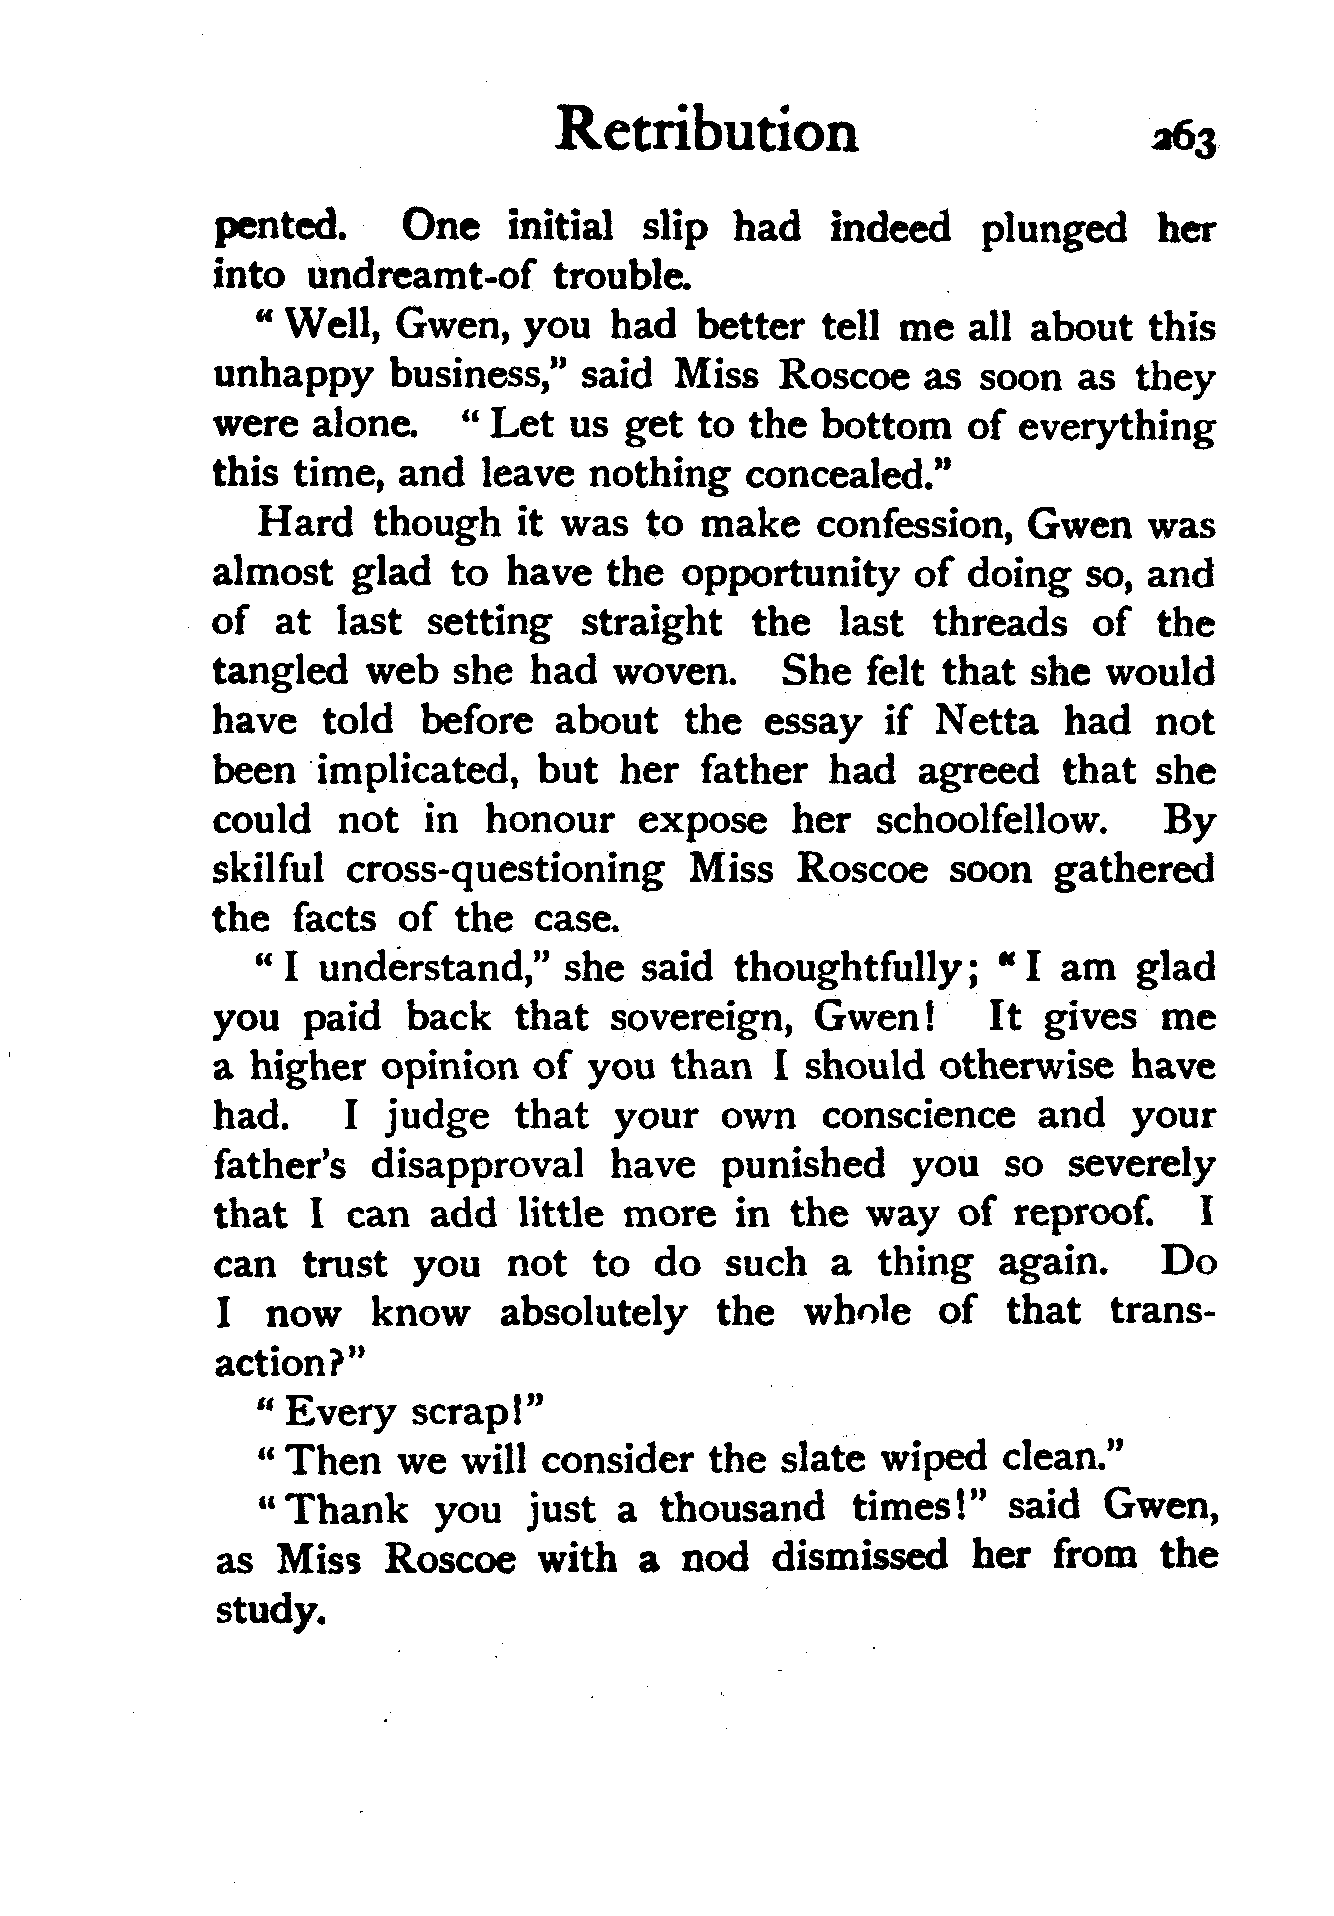 Retribution 263
pented. One initial slip had indeed plunged her
into undreamt-of trouble.
“Well, Gwen, you had better tell me all about this
unhappy business,” said Miss Roscoe as soon as they
were alone. “Let us get to the bottom of everything
this time, and leave nothing concealed.”
Hard though it was to make confession, Gwen was
almost glad to have the opportunity of doing so, and
of at last setting straight the last threads of the
tangled web she had woven. She felt that she would
have told before about the essay if Netta had not
been implicated, but her father had agreed that she
could not in honour expose her schoolfellow. By
skilful cross-questioning Miss Roscoe soon gathered
the facts of the case.
“I understand,” she said thoughtfully; “I am glad
you paid back that sovereign, Gwen! It gives me
a higher opinion of you than I should otherwise have
had. I judge that your own conscience and your
father’s disapproval have punished you so severely
that I can add little more in the way of reproof. I
can trust you not to do such a thing again. Do
I now know absolutely the whole of that trans-
action?”
“Every scrap!”
“Then we will consider the slate wiped clean.”
“Thank you just a thousand times!” said Gwen,
as Miss Roscoe with a nod dismissed her from the
study.